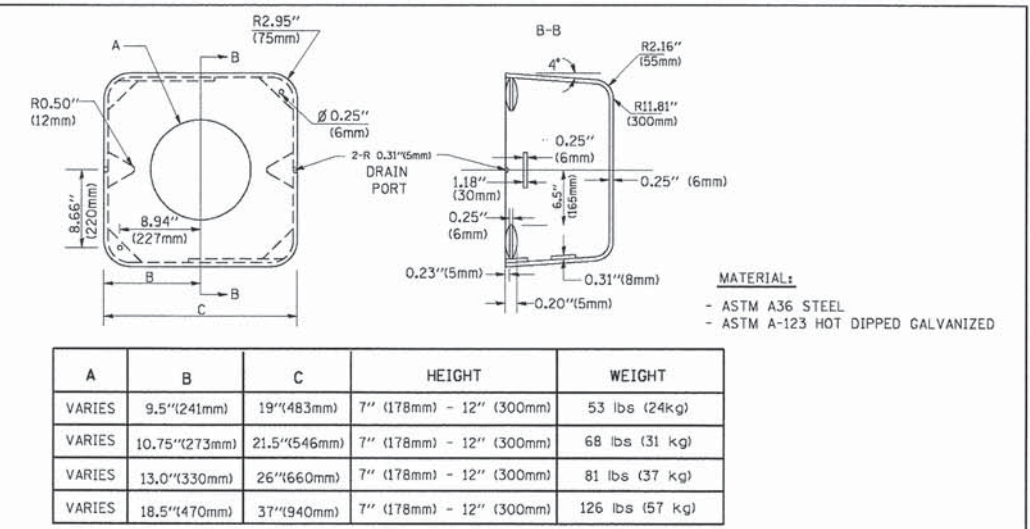 R2.95"
(75mm)
B-B
A
B
R0.50"
(12mm)
Ø 0.25"
(6mm)
2-R 0.31"(5mm)
DRAIN
PORT
8.66"
(220mm)
8.94"
(227mm)
B
B
C
4°
R2.16"
(55mm)
R11.81"
(300mm)
0.25"
(6mm)
1.18"
(30mm)
6.5"
(165mm)
0.25" (6mm)
0.25"
(6mm)
0.23"(5mm)
0.31"(8mm)
0.20"(5mm)
MATERIAL:
- ASTM A36 STEEL
- ASTM A-123 HOT DIPPED GALVANIZED
A B C HEIGHT WEIGHT
VARIES 9.5"(241mm) 19"(483mm) 7" (178mm) - 12" (300mm) 53 lbs (24kg)
VARIES 10.75"(273mm) 21.5"(546mm) 7" (178mm) - 12" (300mm) 68 lbs (31 kg)
VARIES 13.0"(330mm) 26"(660mm) 7" (178mm) - 12" (300mm) 81 lbs (37 kg)
VARIES 18.5"(470mm) 37"(940mm) 7" (178mm) - 12" (300mm) 126 lbs (57 kg)